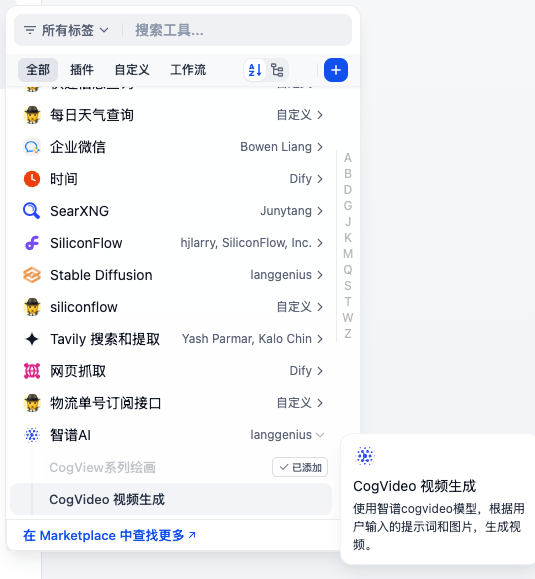 所有标签
搜索工具...
全部 插件 自定义 工作流
每日天气查询 自定义
企业微信 Bowen Liang
时间 Dify
SearXNG Junytang
SiliconFlow hjlarry, SiliconFlow, Inc.
Stable Diffusion langgenius
siliconflow 自定义
Tavily 搜索和提取 Yash Parmar, Kalo Chin
网页抓取 Dify
物流单号订阅接口 自定义
智谱AI langgenius
CogView系列绘画 已添加
CogVideo 视频生成
在 Marketplace 中查找更多
A
B
D
G
J
K
M
Q
S
T
W
Z
CogVideo 视频生成
使用智谱cogvideo模型，根据用
户输入的提示词和图片，生成视
频。